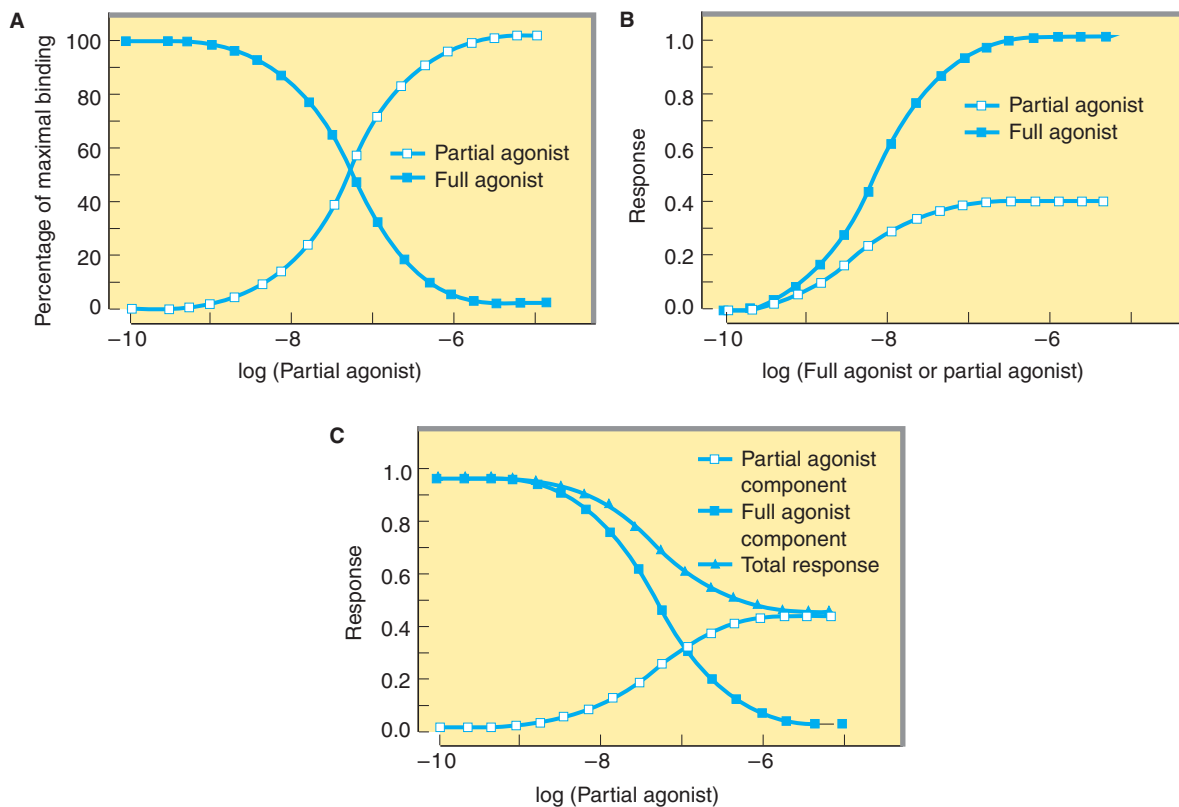 A
Percentage of maximal binding
100
80
60
40
20
0
Partial agonist
Full agonist
−10
−8
−6
log (Partial agonist)
B
Response
1.0
0.8
0.6
0.4
0.2
0.0
Partial agonist
Full agonist
−10
−8
−6
log (Full agonist or partial agonist)
C
Response
1.0
0.8
0.6
0.4
0.2
0.0
Partial agonist
component
Full agonist
component
Total response
−10
−8
−6
log (Partial agonist)